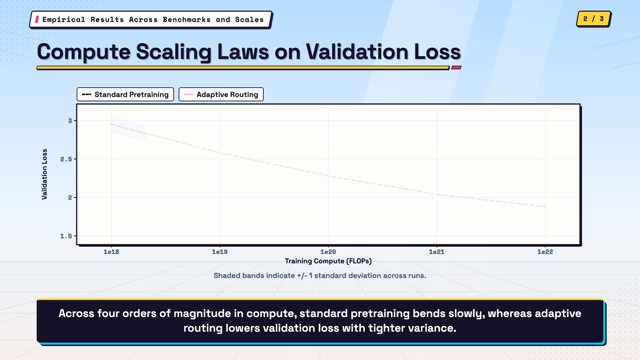 Empirical Results Across Benchmarks and Scales
2 / 3
Compute Scaling Laws on Validation Loss
Standard Pretraining
Adaptive Routing
Validation Loss
3
2.5
2
1.5
1e18
1e19
1e20
1e21
1e22
Training Compute (FLOPs)
Shaded bands indicate +/- 1 standard deviation across runs.
Across four orders of magnitude in compute, standard pretraining bends slowly, whereas adaptive
routing lowers validation loss with tighter variance.